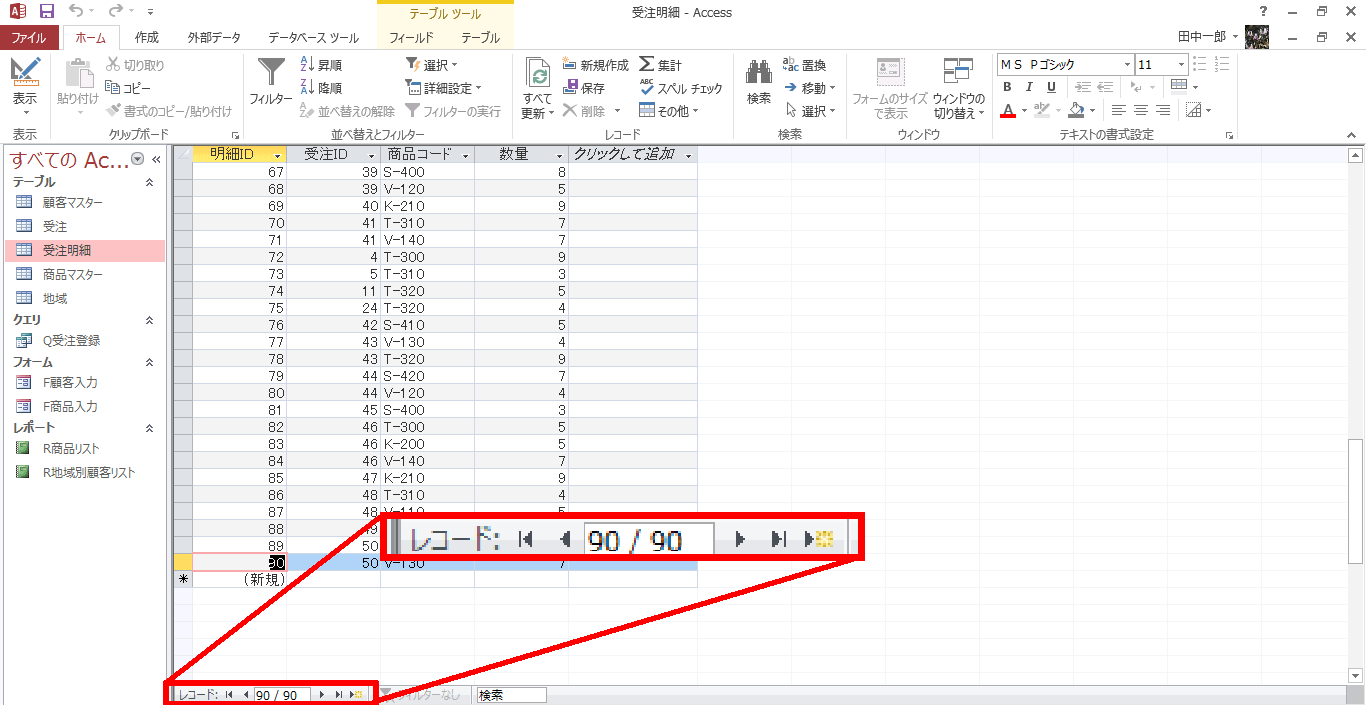 テーブル ツール
受注明細 - Access
ファイル
ホーム
作成
外部データ
データベース ツール
フィールド
テーブル
田中一郎
表示
表示
貼り付け
切り取り
コピー
書式のコピー/貼り付け
クリップボード
フィルター
昇順
降順
並べ替えの解除
選択
詳細設定
フィルターの実行
並べ替えとフィルター
すべて
更新
新規作成
保存
削除
集計
スペル チェック
その他
レコード
検索
置換
移動
選択
検索
フォームのサイズ
で表示
ウィンドウの
切り替え
ウィンドウ
MS Pゴシック
11
B I U
テキストの書式設定
すべての Ac...
テーブル
顧客マスター
受注
受注明細
商品マスター
地域
クエリ
Q受注登録
フォーム
F顧客入力
F商品入力
レポート
R商品リスト
R地域別顧客リスト
明細ID 受注ID 商品コード 数量 クリックして追加
67 39 S-400 8
68 39 V-120 5
69 40 K-210 9
70 41 T-310 7
71 41 V-140 7
72 4 T-300 9
73 5 T-310 3
74 11 T-320 5
75 24 T-320 4
76 42 S-410 5
77 43 V-130 4
78 43 T-320 9
79 44 S-420 7
80 44 V-120 4
81 45 S-400 3
82 46 T-300 5
83 46 K-200 5
84 46 V-140 7
85 47 K-210 9
86 48 T-310 4
87 48 V-110 5
88 49
89 50
90 50 V-130 7
(新規)
レコード: 90 / 90
レコード: 90 / 90
フィルターなし
検索